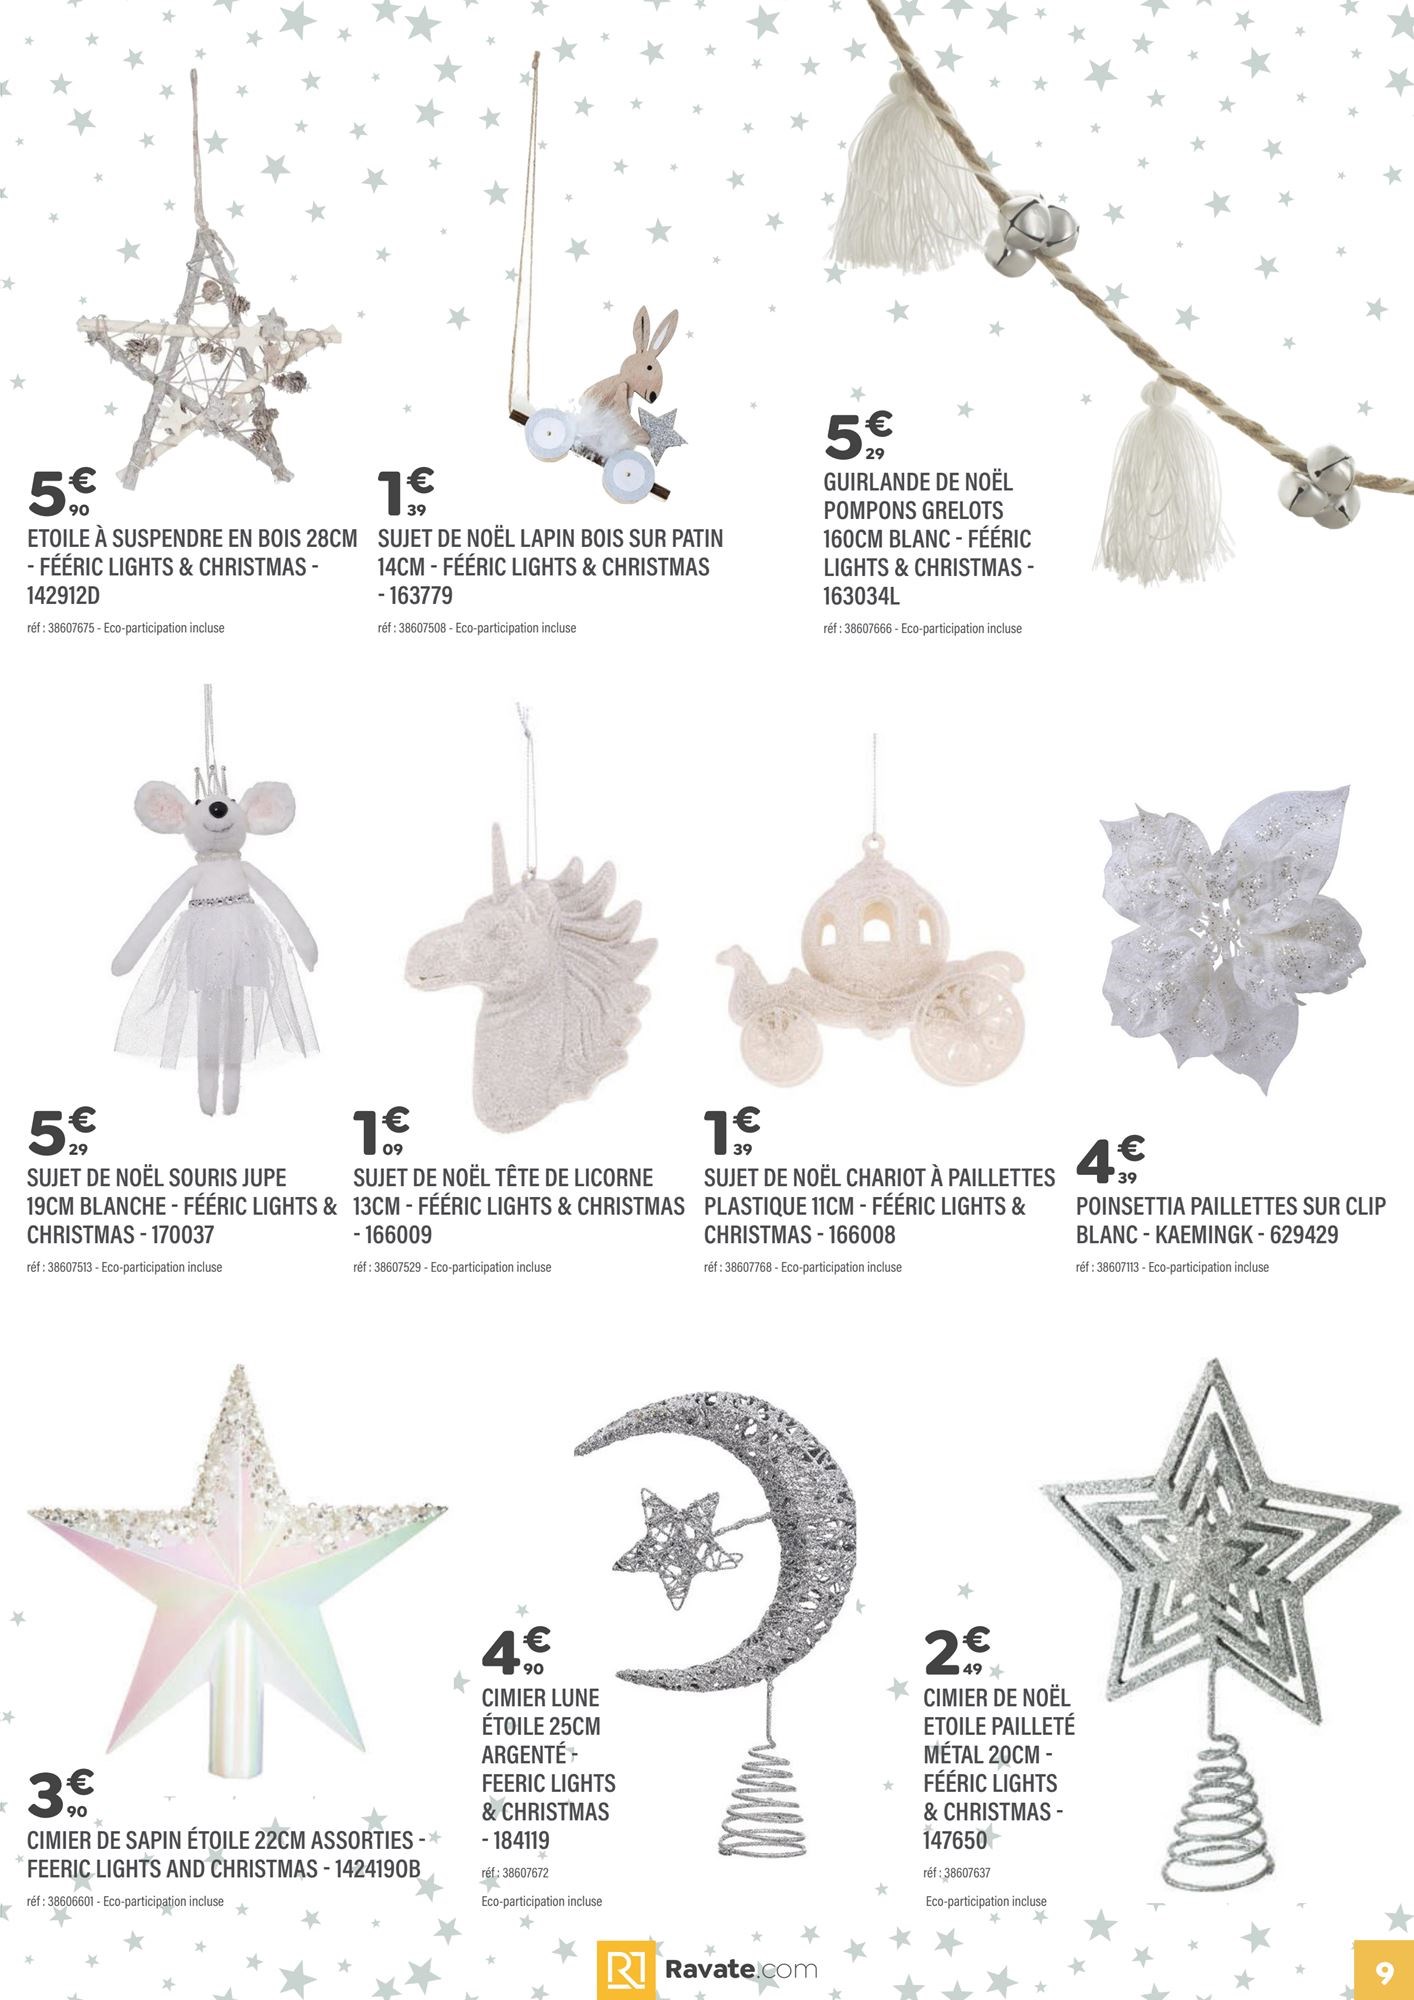 5€90
ETOILE À SUSPENDRE EN BOIS 28CM
- FÉÉRIC LIGHTS & CHRISTMAS -
142912D
réf : 38607675 - Eco-participation incluse
1€39
SUJET DE NOËL LAPIN BOIS SUR PATIN
14CM - FÉÉRIC LIGHTS & CHRISTMAS
- 163779
réf : 38607508 - Eco-participation incluse
5€29
GUIRLANDE DE NOËL
POMPONS GRELOTS
160CM BLANC - FÉÉRIC
LIGHTS & CHRISTMAS -
163034L
réf : 38607666 - Eco-participation incluse
5€29
SUJET DE NOËL SOURIS JUPE
19CM BLANCHE - FÉÉRIC LIGHTS &
CHRISTMAS - 170037
réf : 38607513 - Eco-participation incluse
1€09
SUJET DE NOËL TÊTE DE LICORNE
13CM - FÉÉRIC LIGHTS & CHRISTMAS
- 166009
réf : 38607529 - Eco-participation incluse
1€39
SUJET DE NOËL CHARIOT À PAILLETTES
PLASTIQUE 11CM - FÉÉRIC LIGHTS &
CHRISTMAS - 166008
réf : 38607768 - Eco-participation incluse
4€39
POINSETTIA PAILLETTES SUR CLIP
BLANC - KAEMINGK - 629429
réf : 38607113 - Eco-participation incluse
3€90
CIMIER DE SAPIN ÉTOILE 22CM ASSORTIES -
FEERIC LIGHTS AND CHRISTMAS - 142419OB
réf : 38606601 - Eco-participation incluse
4€90
CIMIER LUNE
ÉTOILE 25CM
ARGENTÉ -
FEERIC LIGHTS
& CHRISTMAS
- 184119
réf : 38607672
Eco-participation incluse
2€49
CIMIER DE NOËL
ETOILE PAILLETÉ
MÉTAL 20CM -
FÉÉRIC LIGHTS
& CHRISTMAS -
147650
réf : 38607637
Eco-participation incluse
Ravate.com
9